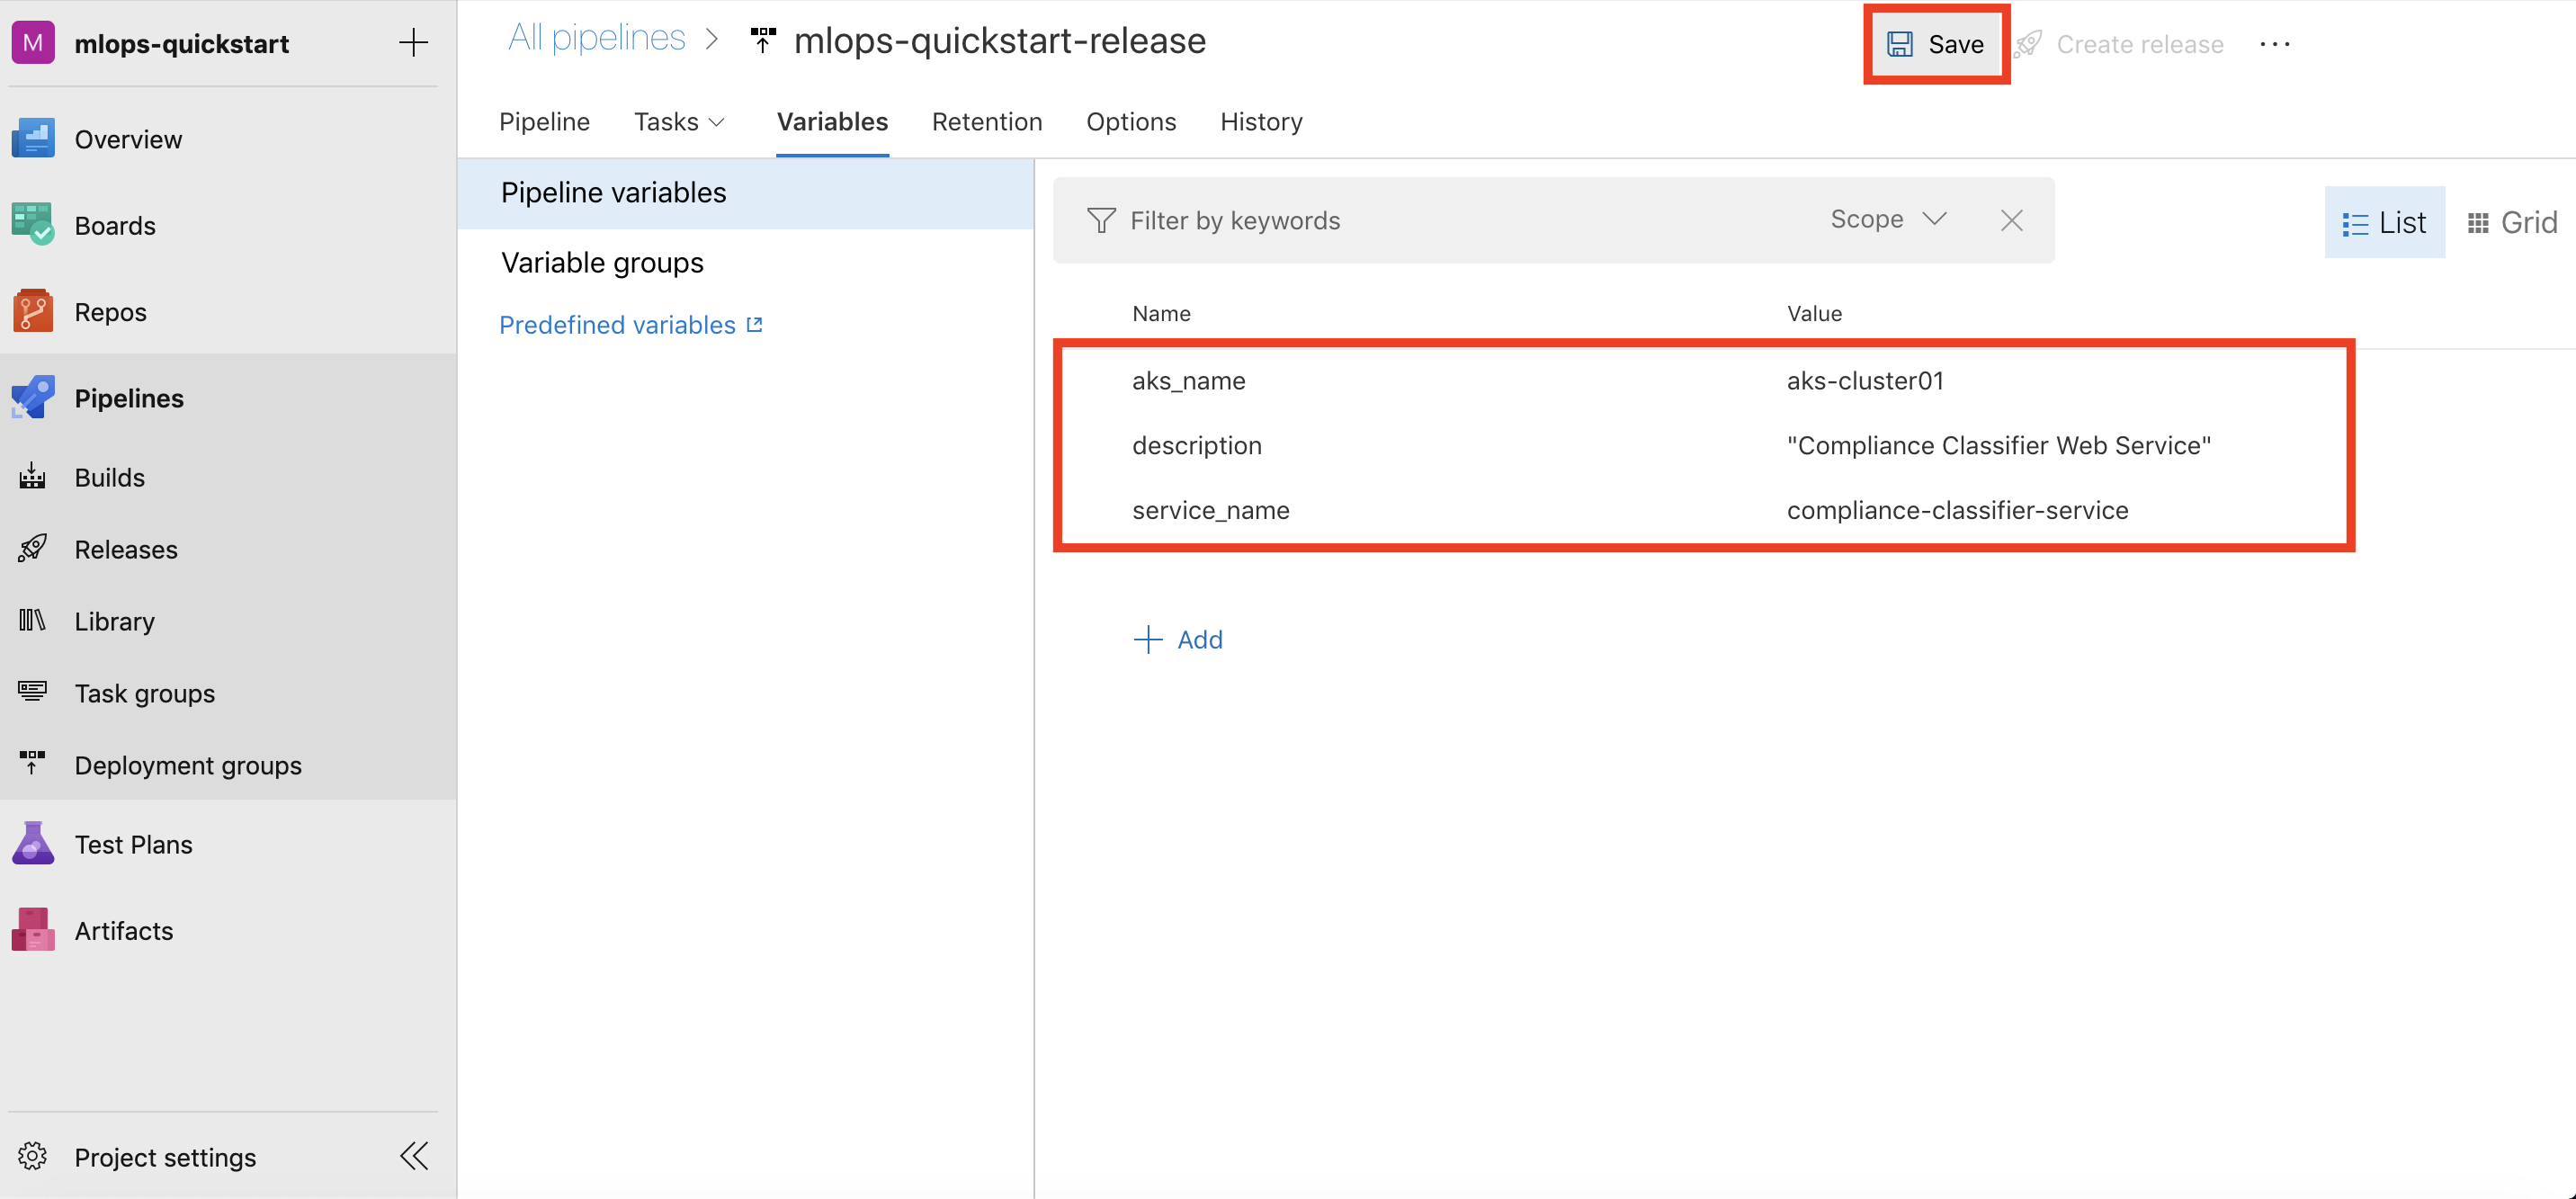 M mlops-quickstart
Overview
Boards
Repos
Pipelines
Builds
Releases
Library
Task groups
Deployment groups
Test Plans
Artifacts
Project settings
All pipelines > mlops-quickstart-release
Save Create release ...
Pipeline Tasks Variables Retention Options History
Pipeline variables
Variable groups
Predefined variables
Filter by keywords Scope
List Grid
Name Value
aks_name aks-cluster01
description "Compliance Classifier Web Service"
service_name compliance-classifier-service
+ Add